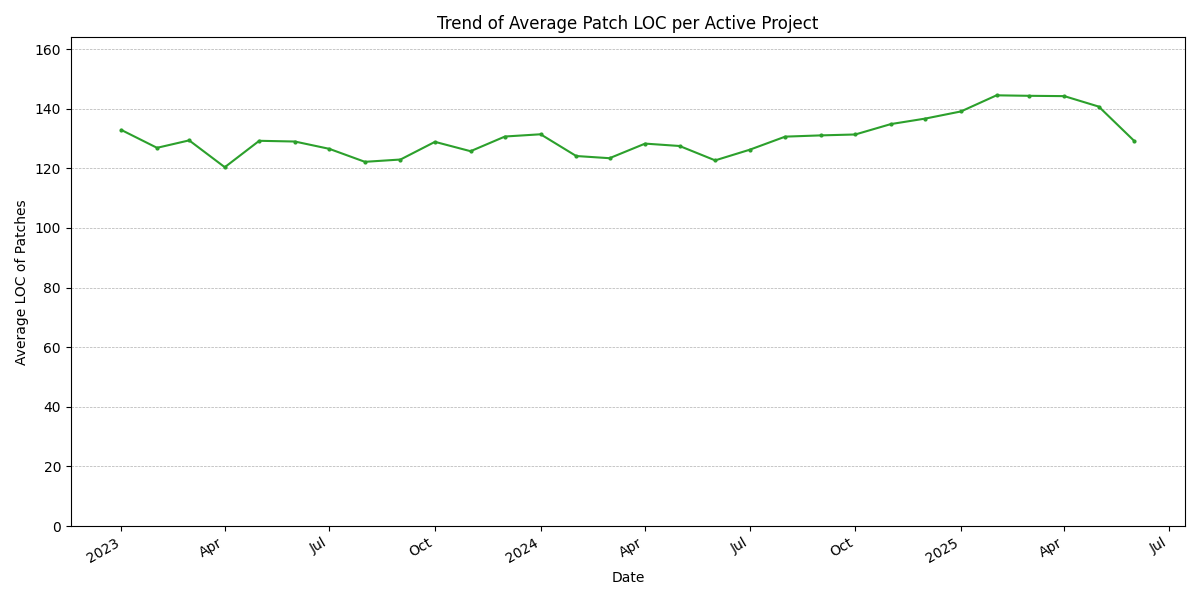 Trend of Average Patch LOC per Active Project
160
140
120
100
80
60
40
20
0
Average LOC of Patches
2023
Apr
Jul
Oct
2024
Apr
Jul
Oct
2025
Apr
Jul
Date